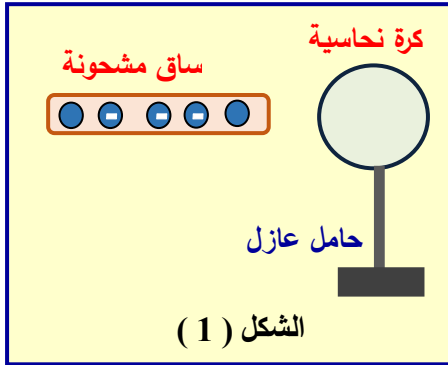 كرة نحاسية
ساق مشحونة
حامل عازل
الشكل ( 1 )